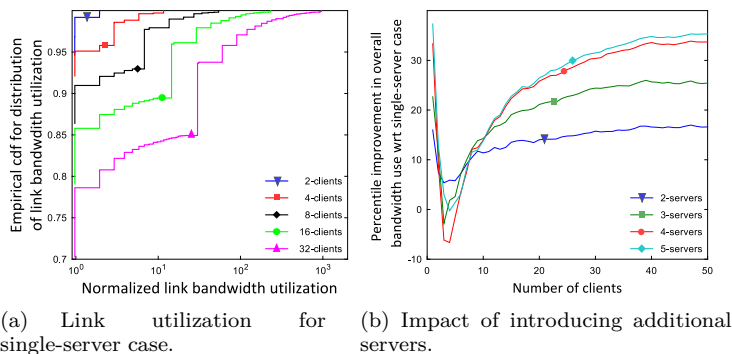 Empirical cdf for distribution
of link bandwdith utilization
0.95
0.9
0.85
0.8
0.75
0.7
2-clients
4-clients
8-clients
16-clients
32-clients
10^0
10^1
10^2
10^3
Normalized link bandwidth utilization
(a) Link utilization for
single-server case.
Percentile improvement in overall
bandwidth use wrt single-server case
40
30
20
10
0
-10
2-servers
3-servers
4-servers
5-servers
0
10
20
30
40
50
Number of clients
(b) Impact of introducing additional
servers.